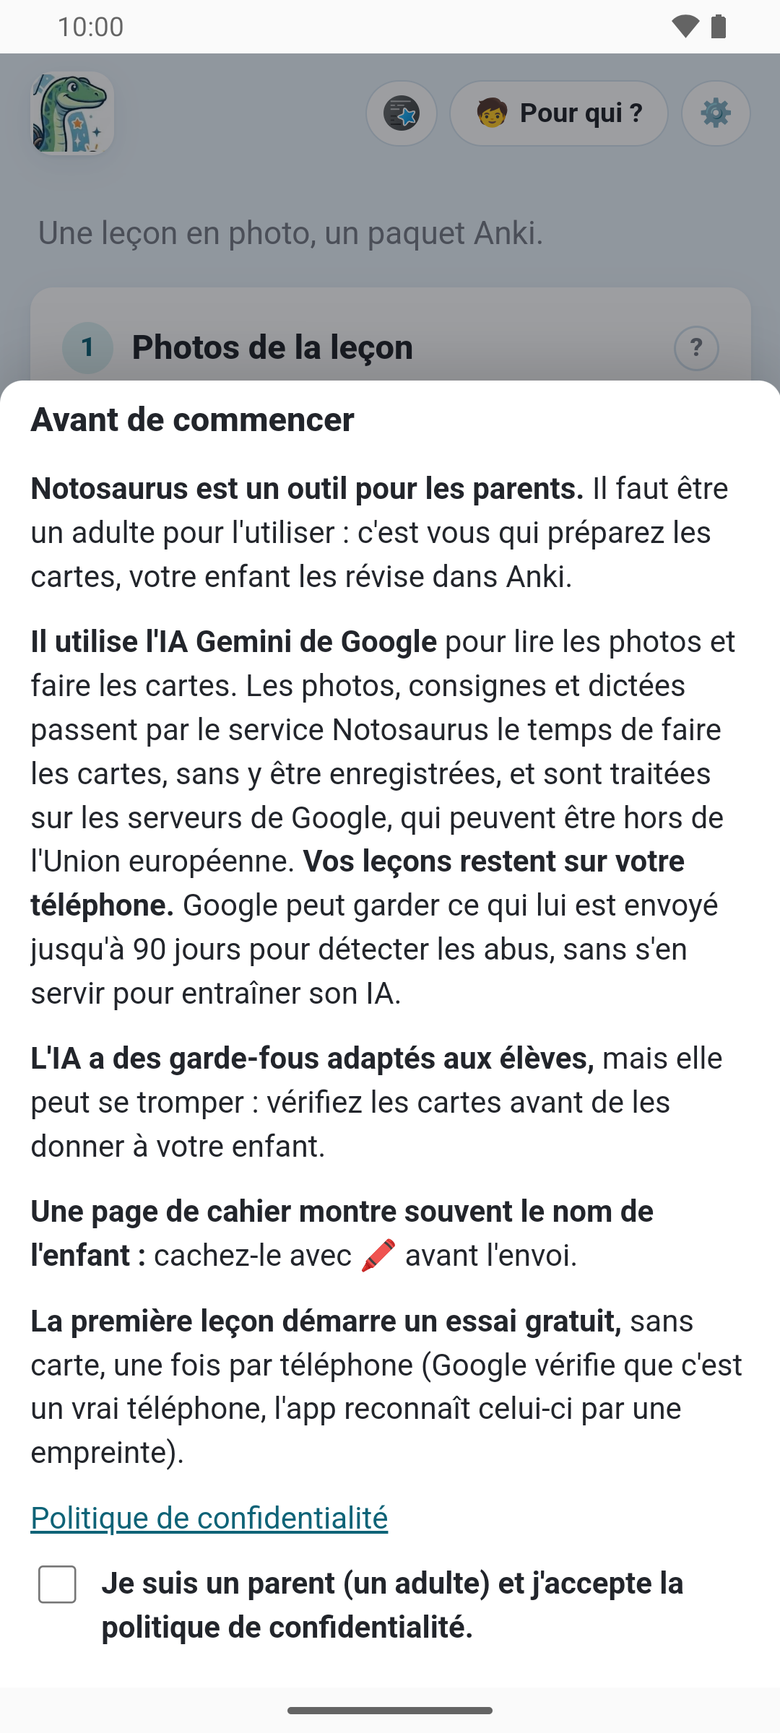 10:00
Pour qui ?
Une leçon en photo, un paquet Anki.
1 Photos de la leçon ?
Avant de commencer
Notosaurus est un outil pour les parents. Il faut être
un adulte pour l'utiliser : c'est vous qui préparez les
cartes, votre enfant les révise dans Anki.
Il utilise l'IA Gemini de Google pour lire les photos et
faire les cartes. Les photos, consignes et dictées
passent par le service Notosaurus le temps de faire
les cartes, sans y être enregistrées, et sont traitées
sur les serveurs de Google, qui peuvent être hors de
l'Union européenne. Vos leçons restent sur votre
téléphone. Google peut garder ce qui lui est envoyé
jusqu'à 90 jours pour détecter les abus, sans s'en
servir pour entraîner son IA.
L'IA a des garde-fous adaptés aux élèves, mais elle
peut se tromper : vérifiez les cartes avant de les
donner à votre enfant.
Une page de cahier montre souvent le nom de
l'enfant : cachez-le avec 🖍️ avant l'envoi.
La première leçon démarre un essai gratuit, sans
carte, une fois par téléphone (Google vérifie que c'est
un vrai téléphone, l'app reconnaît celui-ci par une
empreinte).
Politique de confidentialité
Je suis un parent (un adulte) et j'accepte la
politique de confidentialité.